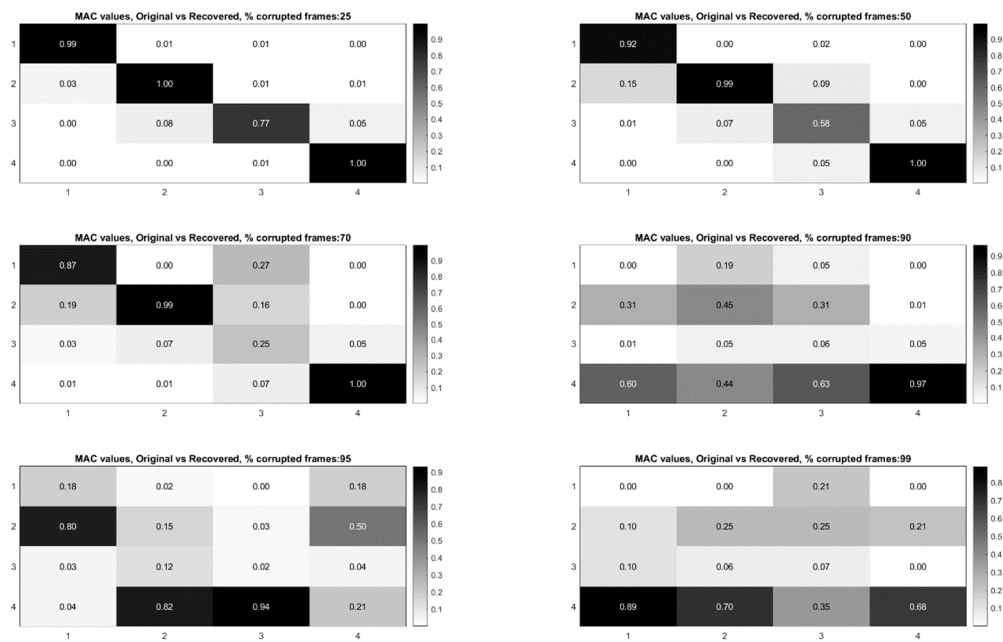 MAC values, Original vs Recovered, % corrupted frames:25
1 0.99 0.01 0.01 0.00
2 0.03 1.00 0.01 0.01
3 0.00 0.08 0.77 0.05
4 0.00 0.00 0.01 1.00
1 2 3 4
0.9
0.8
0.7
0.6
0.5
0.4
0.3
0.2
0.1
MAC values, Original vs Recovered, % corrupted frames:50
1 0.92 0.00 0.02 0.00
2 0.15 0.99 0.09 0.00
3 0.01 0.07 0.58 0.05
4 0.00 0.00 0.05 1.00
1 2 3 4
0.9
0.8
0.7
0.6
0.5
0.4
0.3
0.2
0.1
MAC values, Original vs Recovered, % corrupted frames:70
1 0.87 0.00 0.27 0.00
2 0.19 0.99 0.16 0.00
3 0.03 0.07 0.25 0.05
4 0.01 0.01 0.07 1.00
1 2 3 4
0.9
0.8
0.7
0.6
0.5
0.4
0.3
0.2
0.1
MAC values, Original vs Recovered, % corrupted frames:90
1 0.00 0.19 0.05 0.00
2 0.31 0.45 0.31 0.01
3 0.01 0.05 0.06 0.05
4 0.60 0.44 0.63 0.97
1 2 3 4
0.9
0.8
0.7
0.6
0.5
0.4
0.3
0.2
0.1
MAC values, Original vs Recovered, % corrupted frames:95
1 0.18 0.02 0.00 0.18
2 0.80 0.15 0.03 0.50
3 0.03 0.12 0.02 0.04
4 0.04 0.82 0.94 0.21
1 2 3 4
0.9
0.8
0.7
0.6
0.5
0.4
0.3
0.2
0.1
MAC values, Original vs Recovered, % corrupted frames:99
1 0.00 0.00 0.21 0.00
2 0.10 0.25 0.25 0.21
3 0.10 0.06 0.07 0.00
4 0.89 0.70 0.35 0.68
1 2 3 4
0.8
0.7
0.6
0.5
0.4
0.3
0.2
0.1